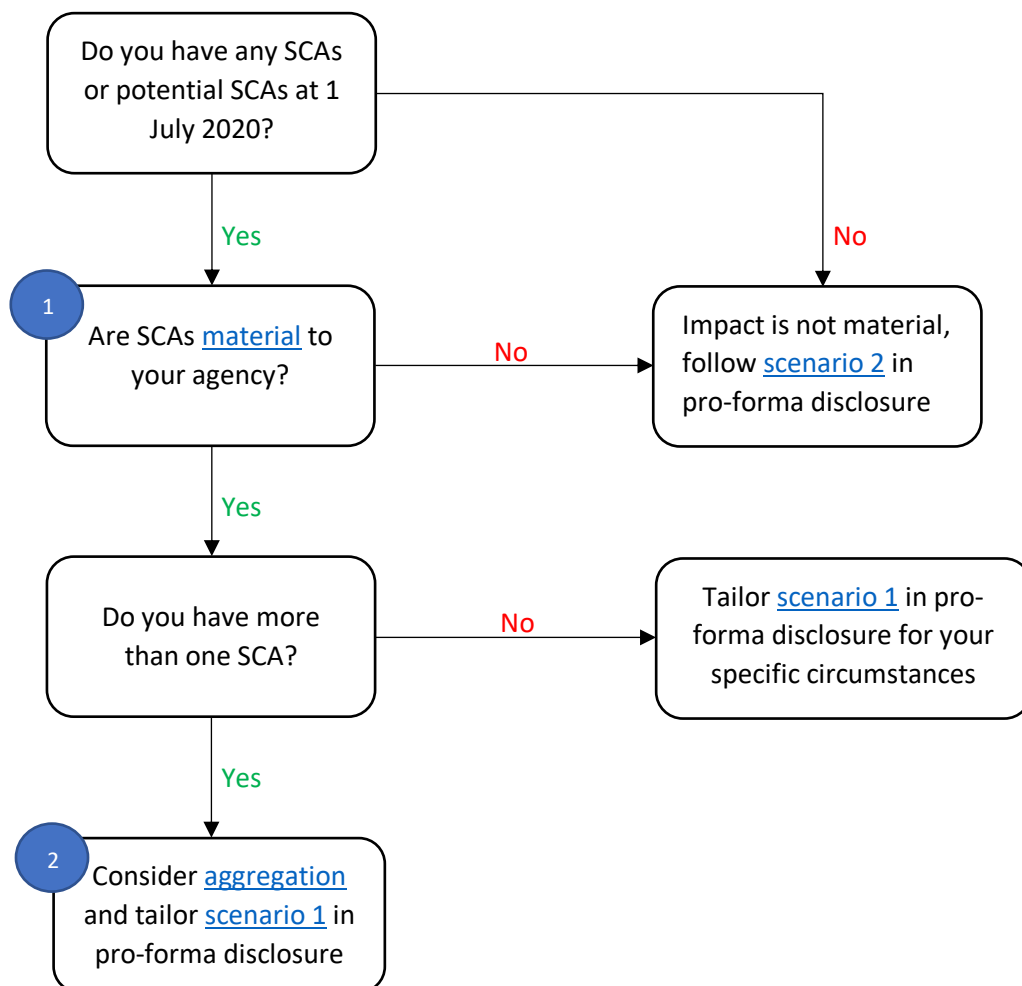 Do you have any SCAs
or potential SCAs at 1
July 2020?
Yes
No
1
Are SCAs material to
your agency?
No
Impact is not material,
follow scenario 2 in
pro-forma disclosure
Yes
Do you have more
than one SCA?
No
Tailor scenario 1 in pro-
forma disclosure for your
specific circumstances
Yes
2
Consider aggregation
and tailor scenario 1 in
pro-forma disclosure